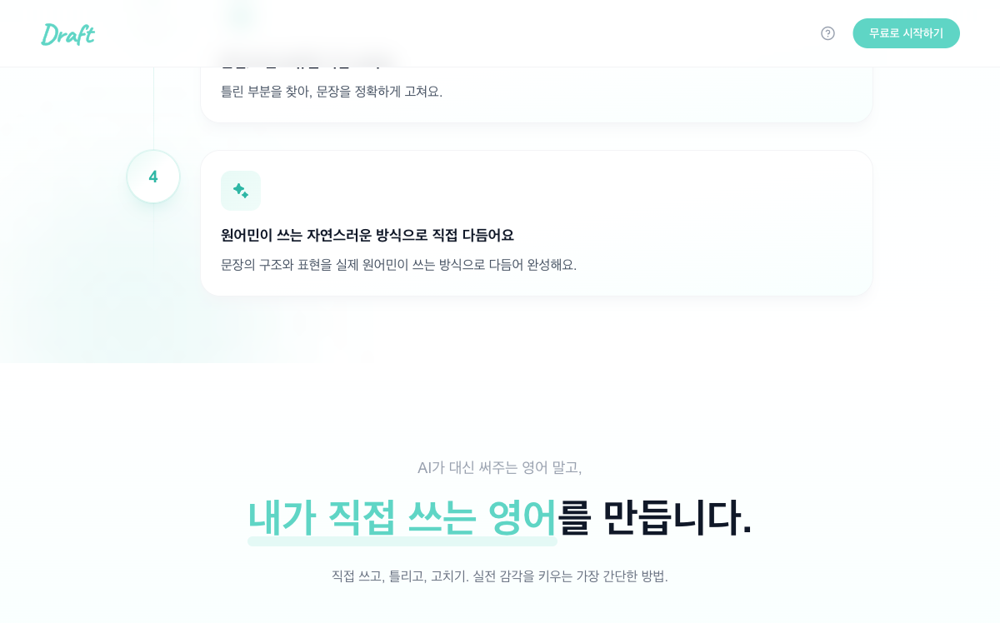 Draft
무료로 시작하기
틀린 부분을 찾아, 문장을 정확하게 고쳐요.
4
원어민이 쓰는 자연스러운 방식으로 직접 다듬어요
문장의 구조와 표현을 실제 원어민이 쓰는 방식으로 다듬어 완성해요.
AI가 대신 써주는 영어 말고,
내가 직접 쓰는 영어를 만듭니다.
직접 쓰고, 틀리고, 고치기. 실전 감각을 키우는 가장 간단한 방법.